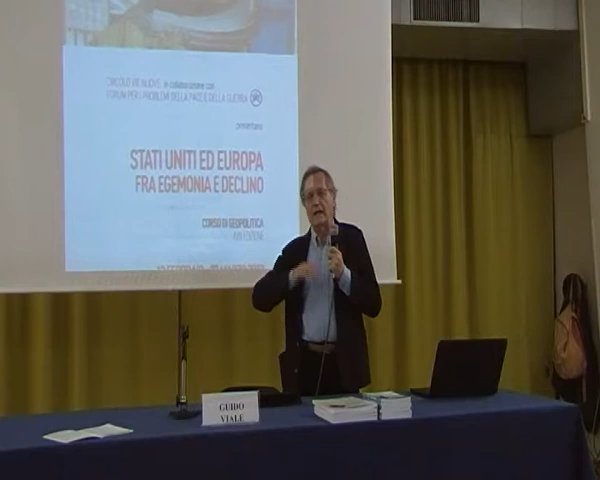 CIRCOLO VIE NUOVE, in collaborazione con
FORUM PER I PROBLEMI DELLA PACE E DELLA GUERRA
presentano
STATI UNITI ED EUROPA
FRA EGEMONIA E DECLINO
CORSO DI GEOPOLITICA
GUIDO
VIALE